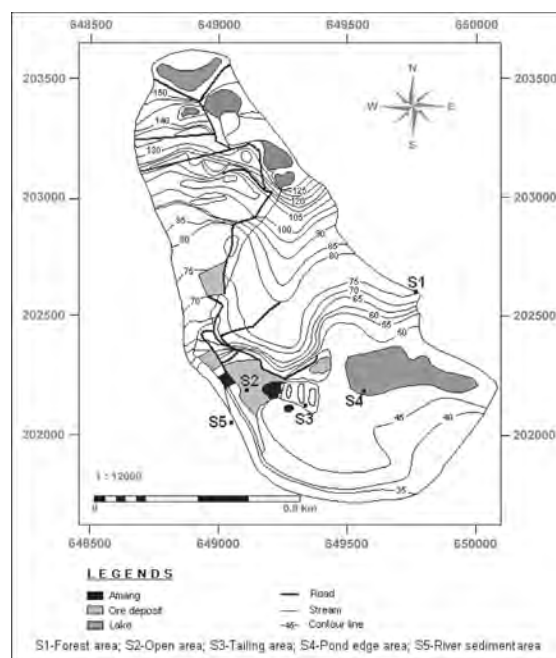 648500 649000 649500 650000
203500 203500
N
W E
S
150
140
120
203000 203000
125
120
105
100
90
85
80
85
80
75
75
70
65
60
55
50
70
S1
202500 202500
S2
S3
S4
S5
45
40
35
202000 202000
1 : 12000
0 0.8 km
648500 649000 649500 650000
LEGENDS
Amang
Ore deposit
Lake
Road
Stream
-45- Contour line
S1-Forest area; S2-Open area; S3-Tailing area; S4-Pond edge area; S5-River sediment area